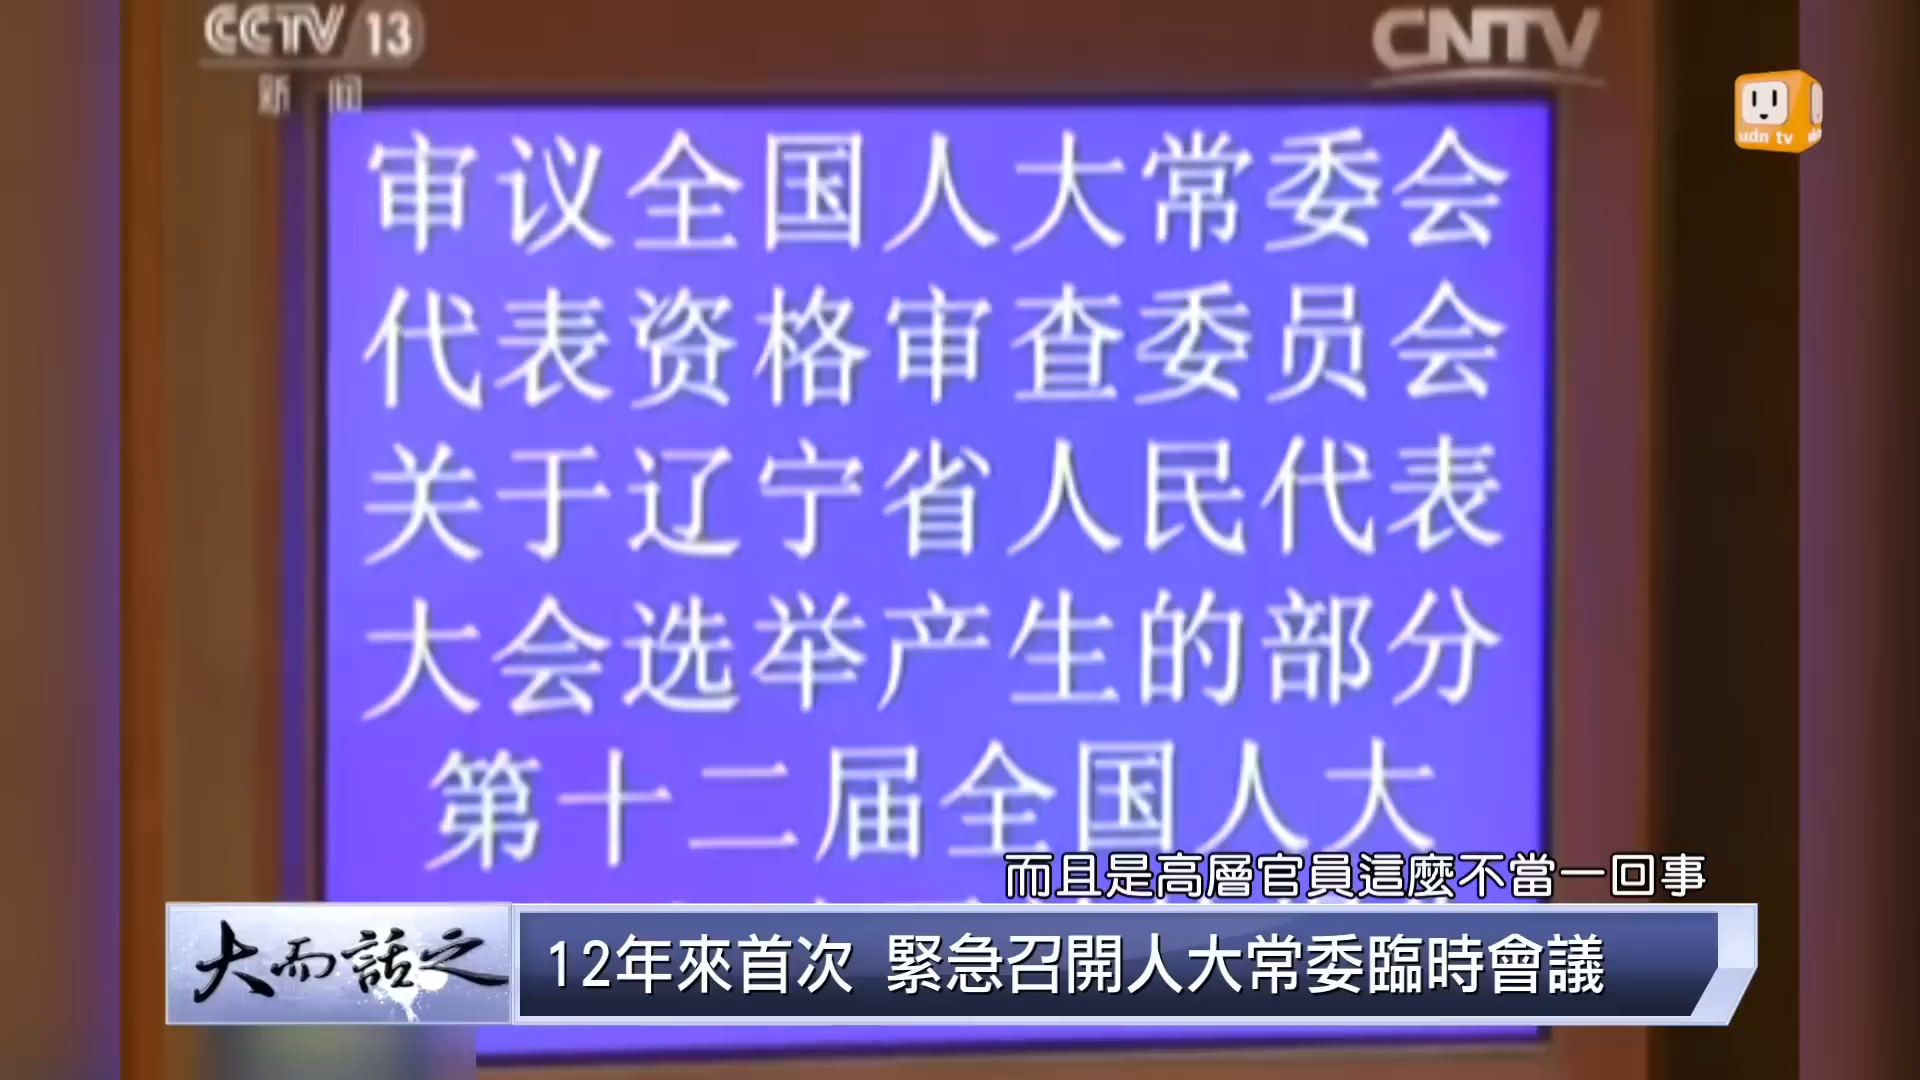 CCTV 13
新闻
CNTV
udn tv
审议全国人大常委会
代表资格审查委员会
关于辽宁省人民代表
大会选举产生的部分
第十二届全国人大
而且是高層官員這麼不當一回事
大而話之
12年來首次 緊急召開人大常委臨時會議